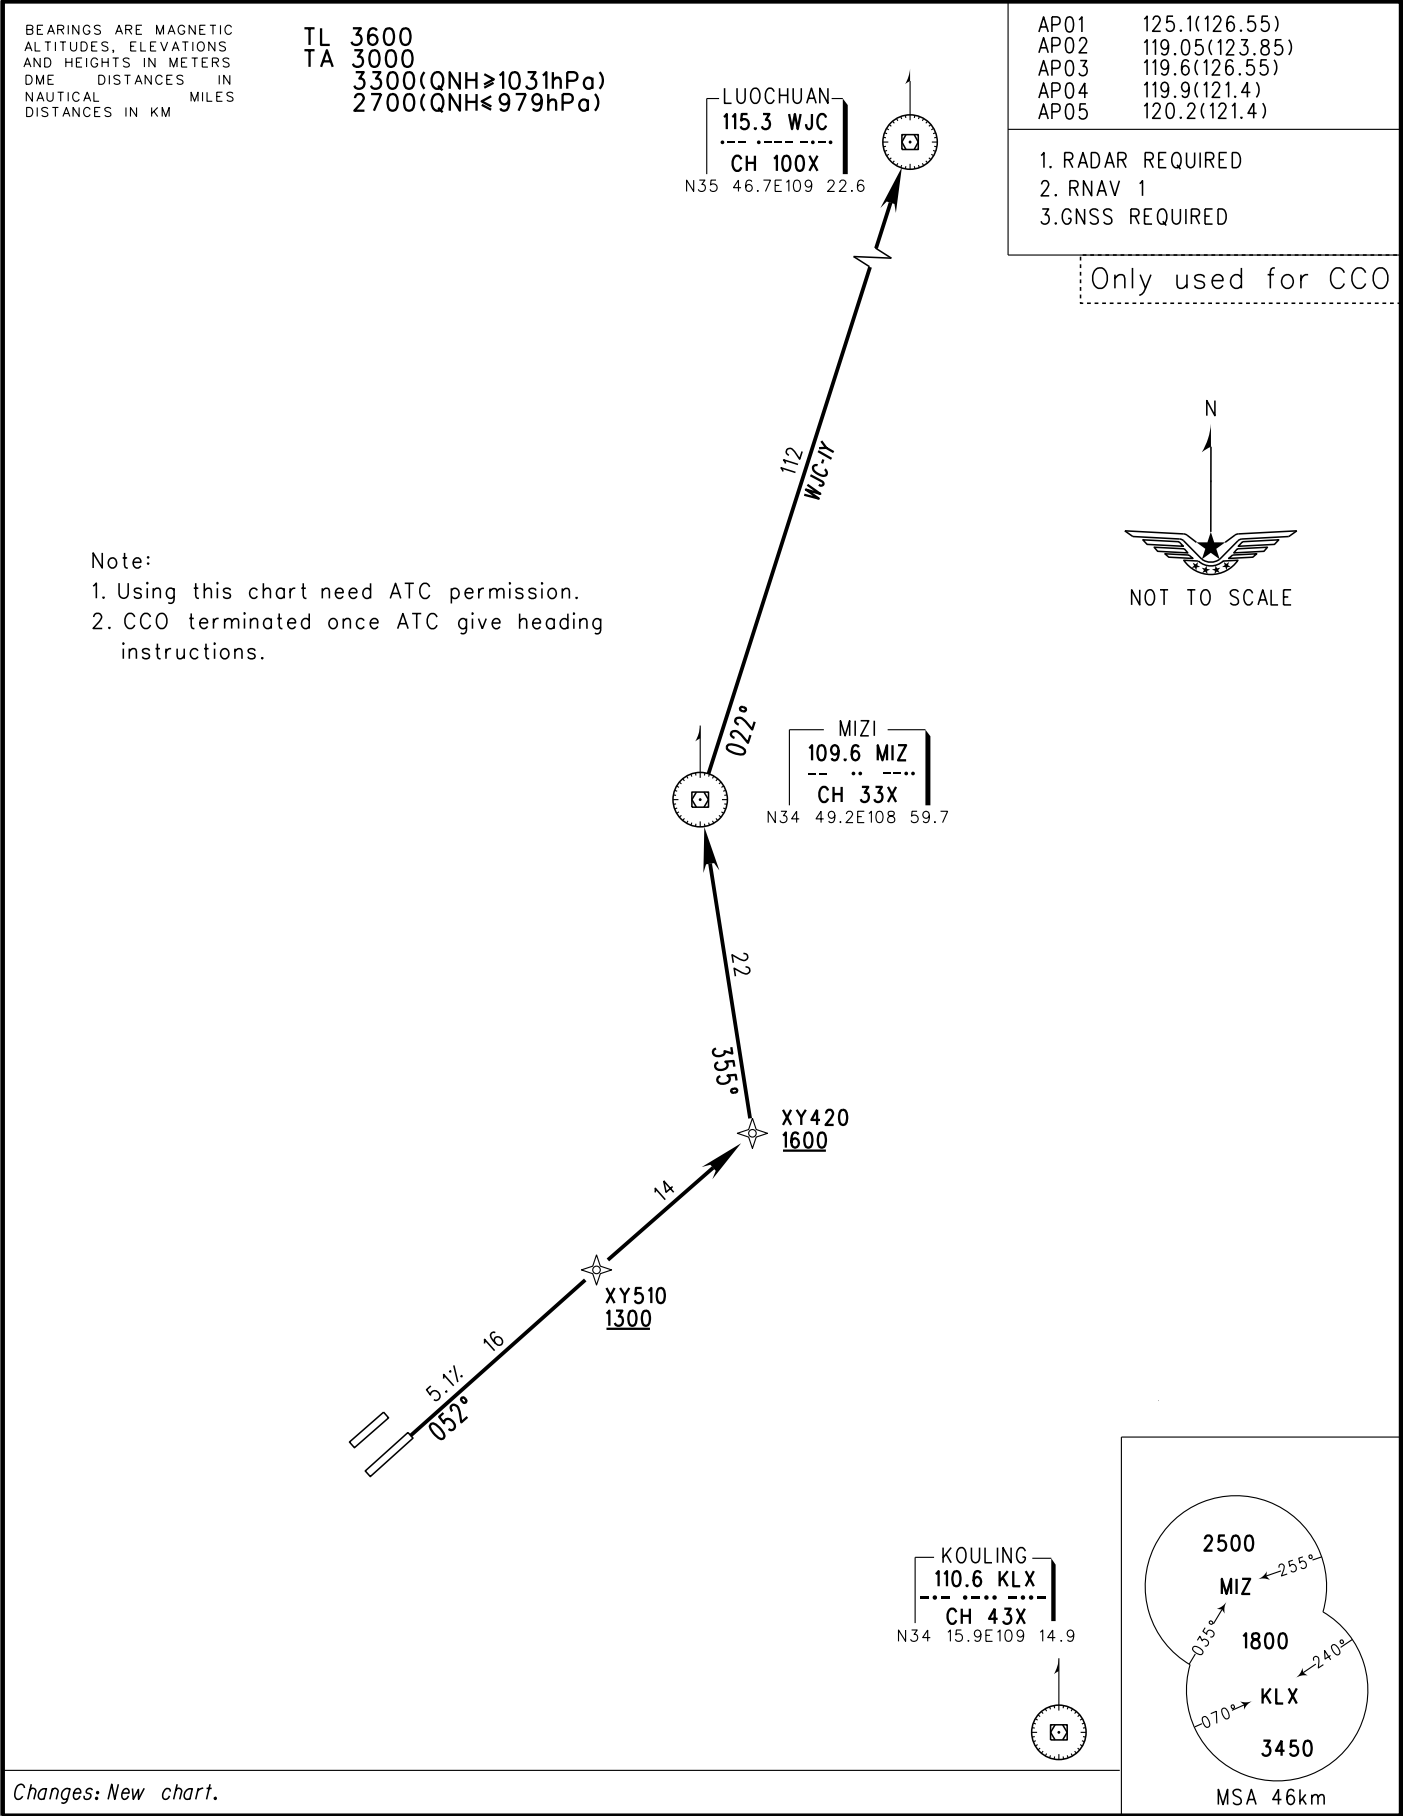 BEARINGS ARE MAGNETIC
ALTITUDES, ELEVATIONS
AND HEIGHTS IN METERS
DME DISTANCES IN
NAUTICAL MILES
DISTANCES IN KM
TL 3600
TA 3000
3300(QNH≥1031hPa)
2700(QNH≤979hPa)
AP01 125.1(126.55)
AP02 119.05(123.85)
AP03 119.6(126.55)
AP04 119.9(121.4)
AP05 120.2(121.4)
1. RADAR REQUIRED
2. RNAV 1
3.GNSS REQUIRED
Only used for CCO
LUOCHUAN
115.3 WJC
CH 100X
N35 46.7E109 22.6
N
NOT TO SCALE
112
WJC-1Y
Note:
1. Using this chart need ATC permission.
2. CCO terminated once ATC give heading
instructions.
022°
MIZI
109.6 MIZ
CH 33X
N34 49.2E108 59.7
22
355°
XY420
1600
14
XY510
1300
16
5.1%
052°
KOULING
110.6 KLX
CH 43X
N34 15.9E109 14.9
2500
255°
MIZ
035°
1800
240°
KLX
070°
3450
MSA 46km
Changes: New chart.